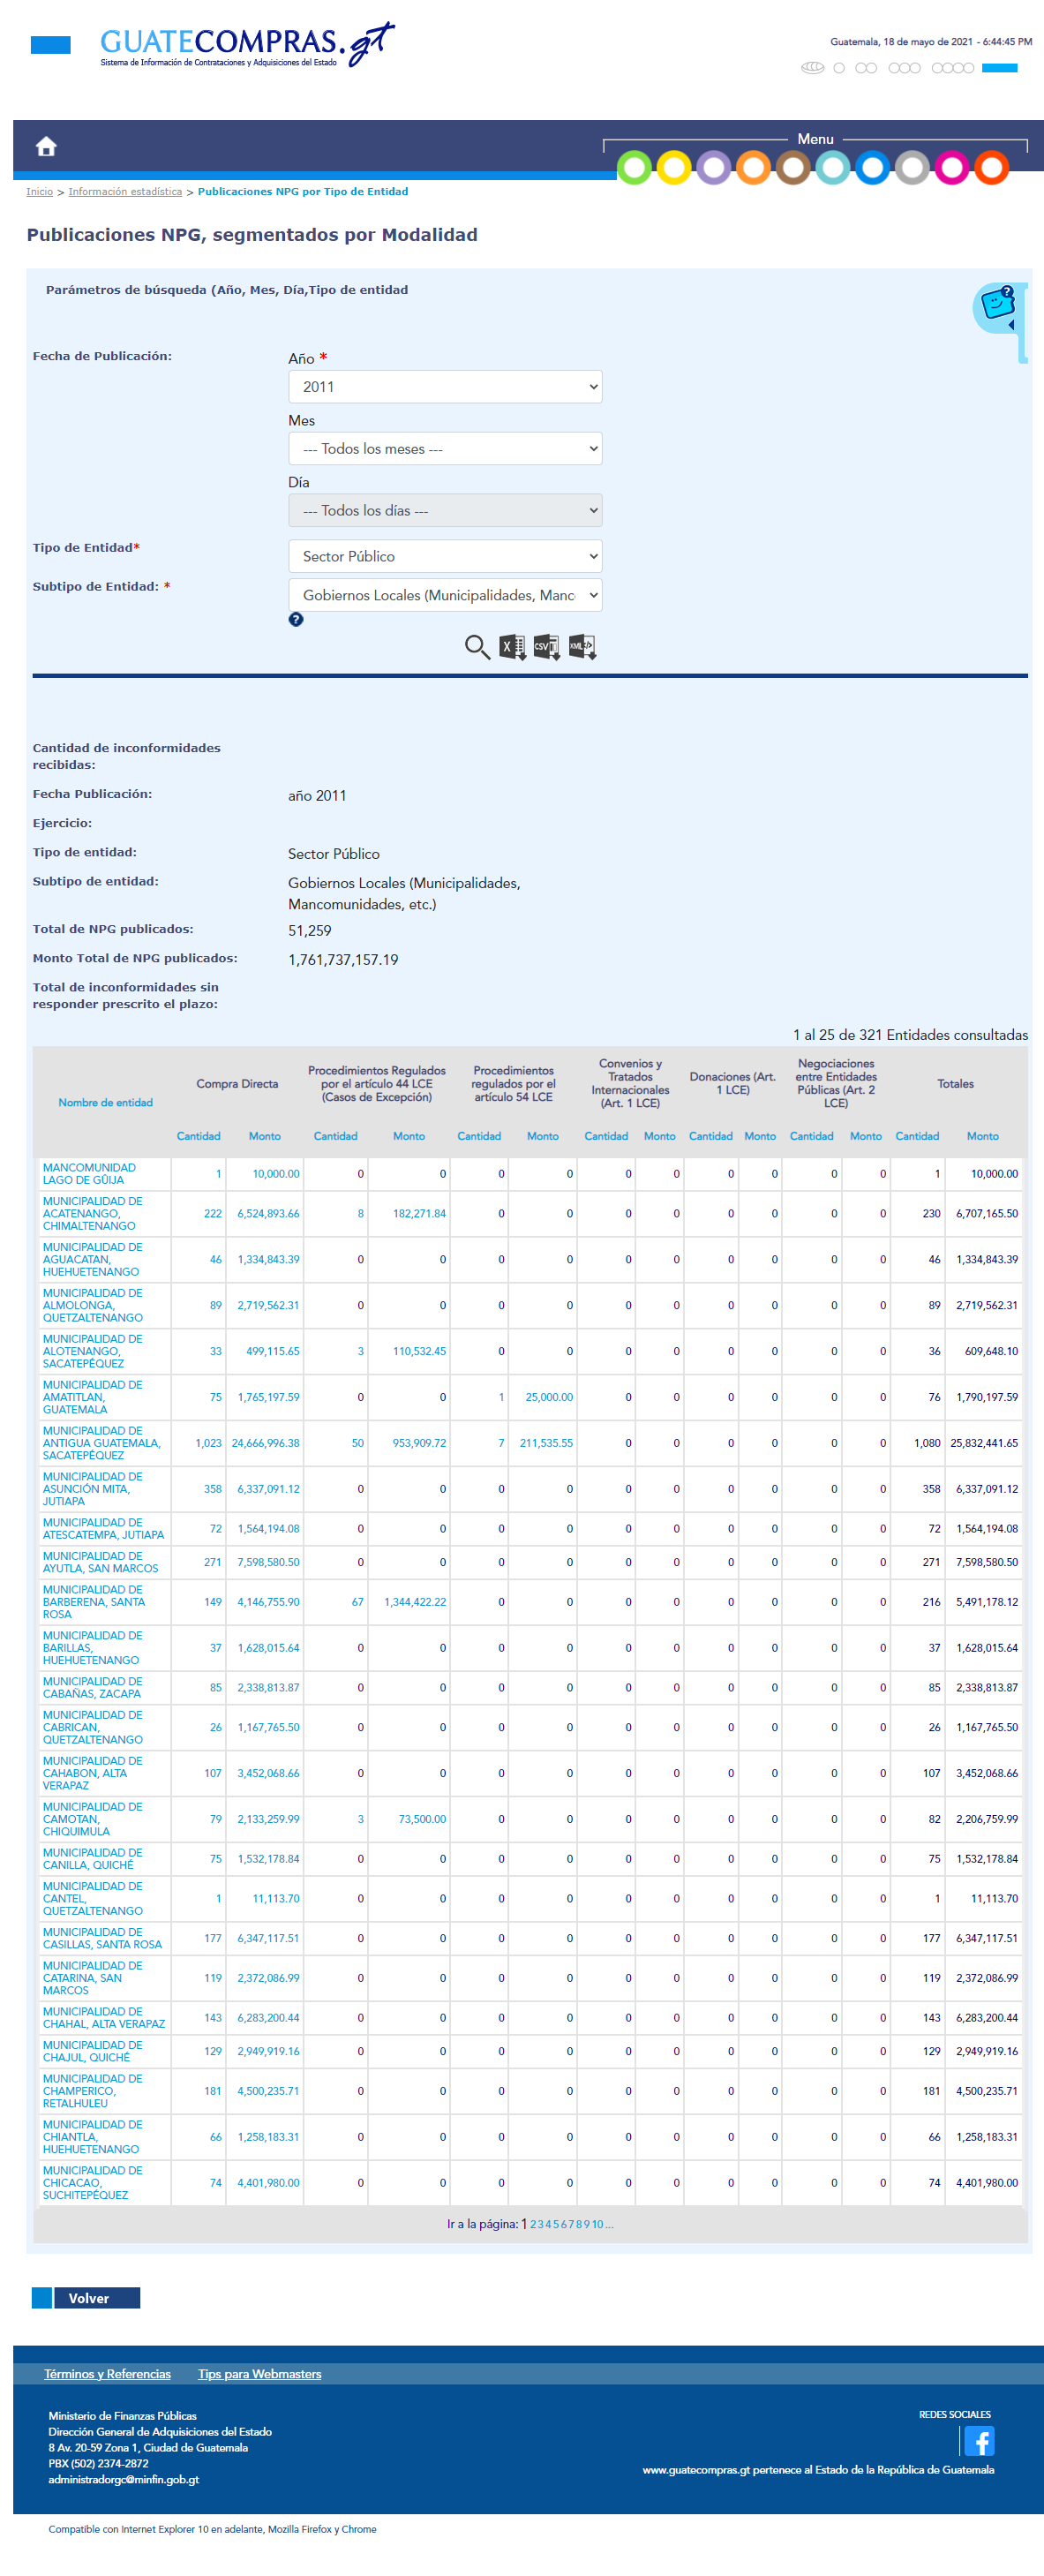 GUATECOMPRAS.gt
Sistema de Información de Contrataciones y Adquisiciones del Estado
Guatemala, 18 de mayo de 2021 - 6:44:45 PM
Menu
Inicio > Información estadística > Publicaciones NPG por Tipo de Entidad
Publicaciones NPG, segmentados por Modalidad
Parámetros de búsqueda (Año, Mes, Día,Tipo de entidad
Fecha de Publicación:
Año *
2011
Mes
--- Todos los meses ---
Día
--- Todos los días ---
Tipo de Entidad*
Sector Público
Subtipo de Entidad: *
Gobiernos Locales (Municipalidades, Manc
Cantidad de inconformidades
recibidas:
Fecha Publicación: año 2011
Ejercicio:
Tipo de entidad: Sector Público
Subtipo de entidad: Gobiernos Locales (Municipalidades,
Mancomunidades, etc.)
Total de NPG publicados: 51,259
Monto Total de NPG publicados: 1,761,737,157.19
Total de inconformidades sin
responder prescrito el plazo:
1 al 25 de 321 Entidades consultadas
Nombre de entidad
Compra Directa
Procedimientos Regulados
por el artículo 44 LCE
(Casos de Excepción)
Procedimientos
regulados por el
artículo 54 LCE
Convenios y
Tratados
Internacionales
(Art. 1 LCE)
Donaciones (Art.
1 LCE)
Negociaciones
entre Entidades
Públicas (Art. 2
LCE)
Totales
Cantidad Monto Cantidad Monto Cantidad Monto Cantidad Monto Cantidad Monto Cantidad Monto Cantidad Monto
MANCOMUNIDAD
LAGO DE GÜIJA
1 10,000.00 0 0 0 0 0 0 0 0 0 0 1 10,000.00
MUNICIPALIDAD DE
ACATENANGO,
CHIMALTENANGO
222 6,524,893.66 8 182,271.84 0 0 0 0 0 0 0 0 230 6,707,165.50
MUNICIPALIDAD DE
AGUACATAN,
HUEHUETENANGO
46 1,334,843.39 0 0 0 0 0 0 0 0 0 0 46 1,334,843.39
MUNICIPALIDAD DE
ALMOLONGA,
QUETZALTENANGO
89 2,719,562.31 0 0 0 0 0 0 0 0 0 0 89 2,719,562.31
MUNICIPALIDAD DE
ALOTENANGO,
SACATEPÉQUEZ
33 499,115.65 3 110,532.45 0 0 0 0 0 0 0 0 36 609,648.10
MUNICIPALIDAD DE
AMATITLAN,
GUATEMALA
75 1,765,197.59 0 0 1 25,000.00 0 0 0 0 0 0 76 1,790,197.59
MUNICIPALIDAD DE
ANTIGUA GUATEMALA,
SACATEPÉQUEZ
1,023 24,666,996.38 50 953,909.72 7 211,535.55 0 0 0 0 0 0 1,080 25,832,441.65
MUNICIPALIDAD DE
ASUNCIÓN MITA,
JUTIAPA
358 6,337,091.12 0 0 0 0 0 0 0 0 0 0 358 6,337,091.12
MUNICIPALIDAD DE
ATESCATEMPA, JUTIAPA
72 1,564,194.08 0 0 0 0 0 0 0 0 0 0 72 1,564,194.08
MUNICIPALIDAD DE
AYUTLA, SAN MARCOS
271 7,598,580.50 0 0 0 0 0 0 0 0 0 0 271 7,598,580.50
MUNICIPALIDAD DE
BARBERENA, SANTA
ROSA
149 4,146,755.90 67 1,344,422.22 0 0 0 0 0 0 0 0 216 5,491,178.12
MUNICIPALIDAD DE
BARILLAS,
HUEHUETENANGO
37 1,628,015.64 0 0 0 0 0 0 0 0 0 0 37 1,628,015.64
MUNICIPALIDAD DE
CABAÑAS, ZACAPA
85 2,338,813.87 0 0 0 0 0 0 0 0 0 0 85 2,338,813.87
MUNICIPALIDAD DE
CABRICAN,
QUETZALTENANGO
26 1,167,765.50 0 0 0 0 0 0 0 0 0 0 26 1,167,765.50
MUNICIPALIDAD DE
CAHABON, ALTA
VERAPAZ
107 3,452,068.66 0 0 0 0 0 0 0 0 0 0 107 3,452,068.66
MUNICIPALIDAD DE
CAMOTAN,
CHIQUIMULA
79 2,133,259.99 3 73,500.00 0 0 0 0 0 0 0 0 82 2,206,759.99
MUNICIPALIDAD DE
CANILLA, QUICHÉ
75 1,532,178.84 0 0 0 0 0 0 0 0 0 0 75 1,532,178.84
MUNICIPALIDAD DE
CANTEL,
QUETZALTENANGO
1 11,113.70 0 0 0 0 0 0 0 0 0 0 1 11,113.70
MUNICIPALIDAD DE
CASILLAS, SANTA ROSA
177 6,347,117.51 0 0 0 0 0 0 0 0 0 0 177 6,347,117.51
MUNICIPALIDAD DE
CATARINA, SAN
MARCOS
119 2,372,086.99 0 0 0 0 0 0 0 0 0 0 119 2,372,086.99
MUNICIPALIDAD DE
CHAHAL, ALTA VERAPAZ
143 6,283,200.44 0 0 0 0 0 0 0 0 0 0 143 6,283,200.44
MUNICIPALIDAD DE
CHAJUL, QUICHÉ
129 2,949,919.16 0 0 0 0 0 0 0 0 0 0 129 2,949,919.16
MUNICIPALIDAD DE
CHAMPERICO,
RETALHULEU
181 4,500,235.71 0 0 0 0 0 0 0 0 0 0 181 4,500,235.71
MUNICIPALIDAD DE
CHIANTLA,
HUEHUETENANGO
66 1,258,183.31 0 0 0 0 0 0 0 0 0 0 66 1,258,183.31
MUNICIPALIDAD DE
CHICACAO,
SUCHITEPÉQUEZ
74 4,401,980.00 0 0 0 0 0 0 0 0 0 0 74 4,401,980.00
Ir a la página: 1 2 3 4 5 6 7 8 9 10 ...
Volver
Términos y Referencias Tips para Webmasters
Ministerio de Finanzas Públicas
Dirección General de Adquisiciones del Estado
8 Av. 20-59 Zona 1, Ciudad de Guatemala
PBX (502) 2374-2872
administradorgc@minfin.gob.gt
REDES SOCIALES
www.guatecompras.gt pertenece al Estado de la República de Guatemala
Compatible con Internet Explorer 10 en adelante, Mozilla Firefox y Chrome